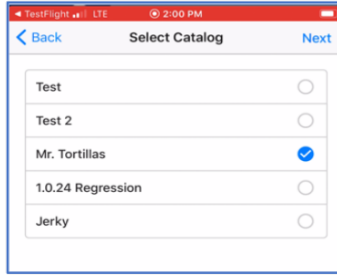 TestFlight LTE 2:00 PM
Back Select Catalog Next
Test
Test 2
Mr. Tortillas
1.0.24 Regression
Jerky